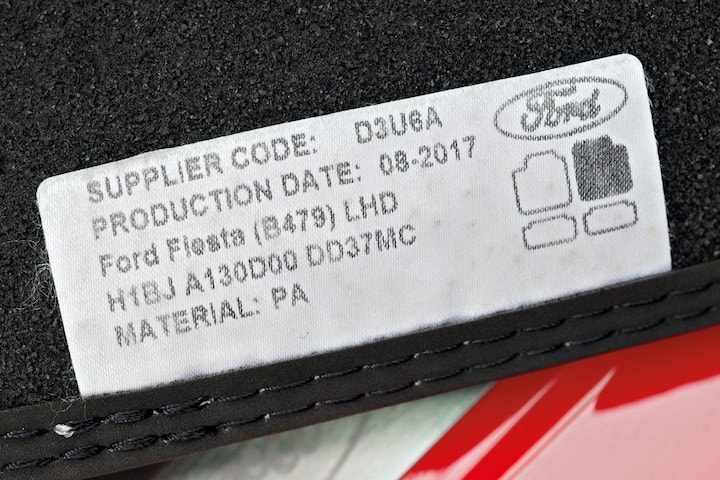 Ford
SUPPLIER CODE: D3U6A
PRODUCTION DATE: 08-2017
Ford Fiesta (B479) LHD
H1BJ A130D00 DD37MC
MATERIAL: PA